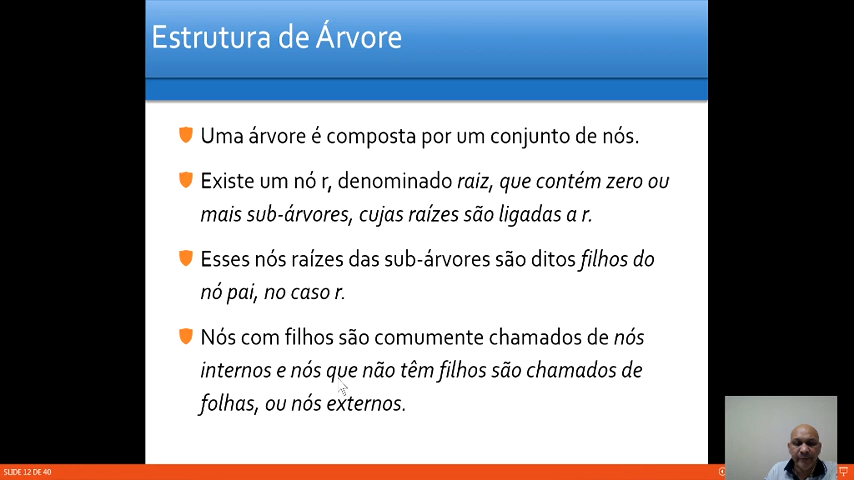 Estrutura de Árvore
Uma árvore é composta por um conjunto de nós.
Existe um nó r, denominado raiz, que contém zero ou
mais sub-árvores, cujas raízes são ligadas a r.
Esses nós raízes das sub-árvores são ditos filhos do
nó pai, no caso r.
Nós com filhos são comumente chamados de nós
internos e nós que não têm filhos são chamados de
folhas, ou nós externos.
SLIDE 12 DE 40